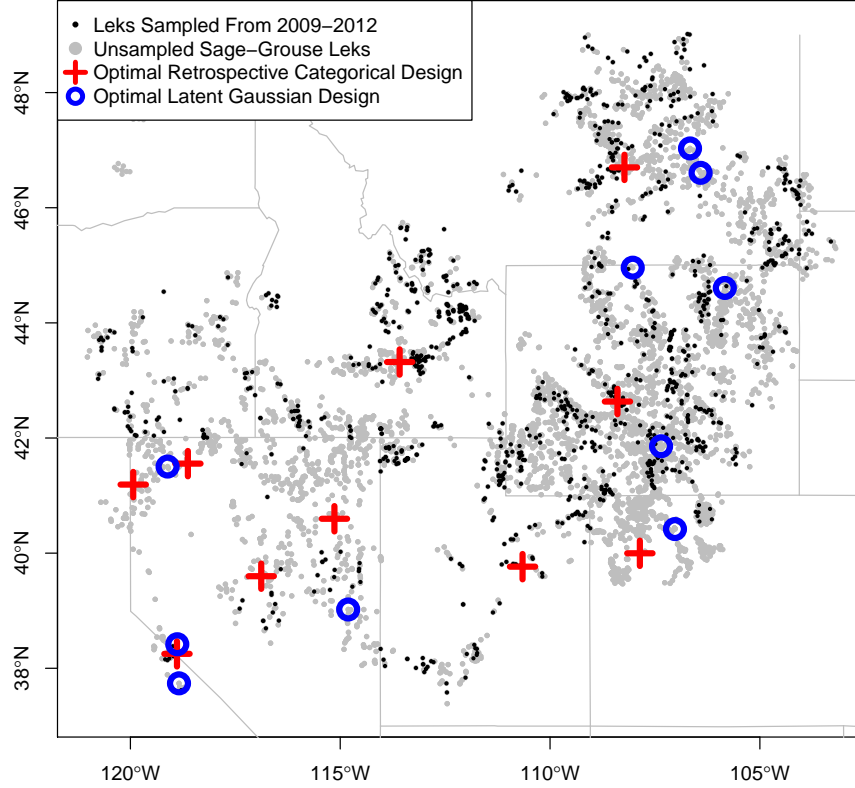 Leks Sampled From 2009−2012
Unsampled Sage−Grouse Leks
Optimal Retrospective Categorical Design
Optimal Latent Gaussian Design
48°N
46°N
44°N
42°N
40°N
38°N
120°W
115°W
110°W
105°W